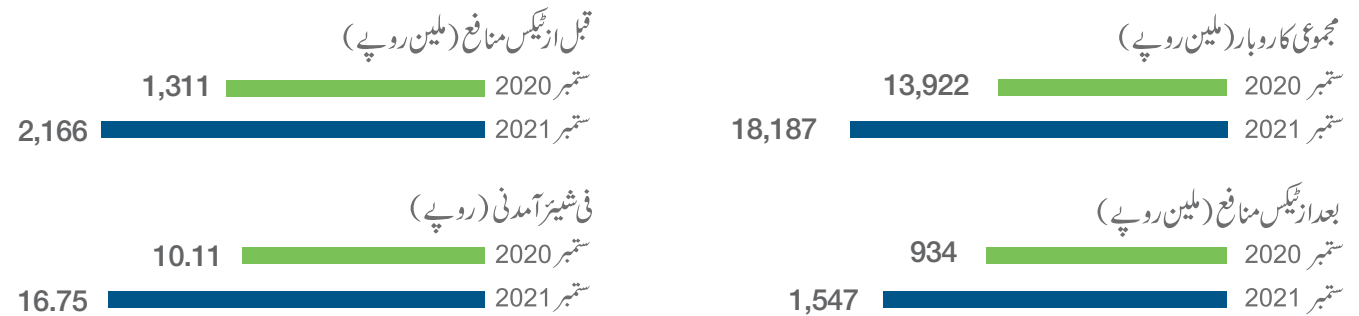 مجموعی کاروبار (ملین روپے)
ستمبر 2020 13,922
ستمبر 2021 18,187
قبل از ٹیکس منافع (ملین روپے)
ستمبر 2020 1,311
ستمبر 2021 2,166
بعد از ٹیکس منافع (ملین روپے)
ستمبر 2020 934
ستمبر 2021 1,547
فی شیئر آمدنی (روپے)
ستمبر 2020 10.11
ستمبر 2021 16.75